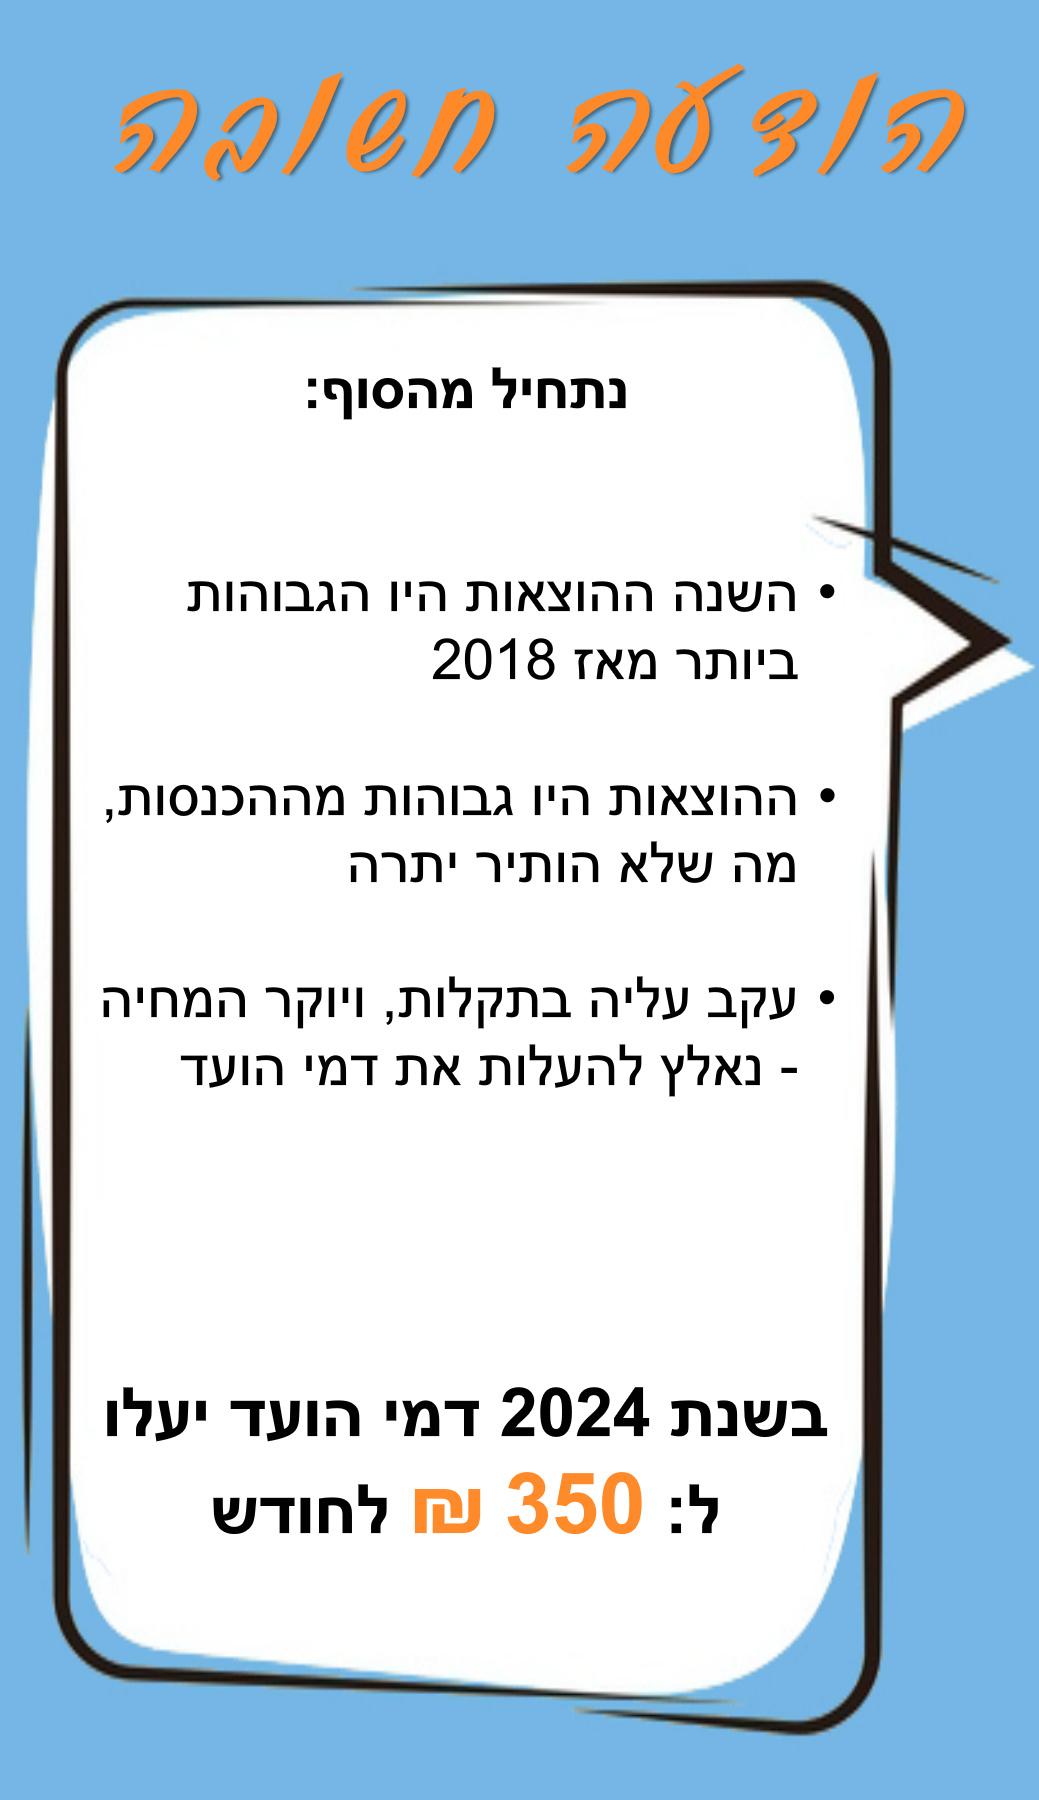 הודעה חשובה
נתחיל מהסוף:
• השנה ההוצאות היו הגבוהות
ביותר מאז 2018
• ההוצאות היו גבוהות מההכנסות,
מה שלא הותיר יתרה
• עקב עליה בתקלות, ויוקר המחיה
- נאלץ להעלות את דמי הועד
בשנת 2024 דמי הועד יעלו
ל: 350 ₪ לחודש